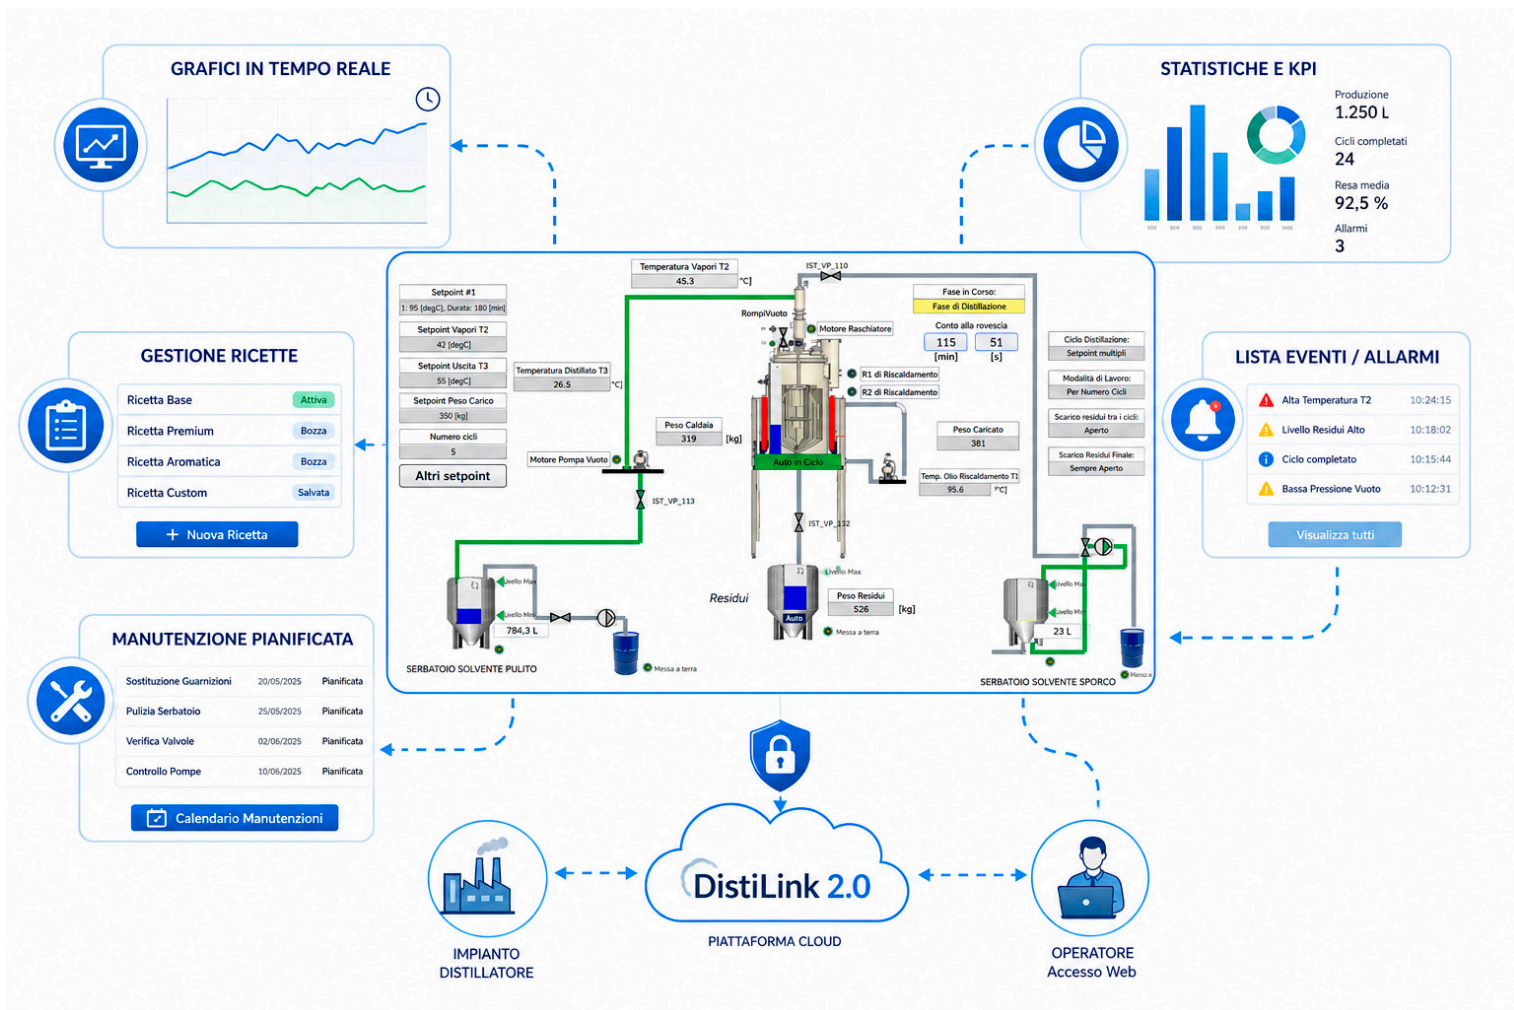 GRAFICI IN TEMPO REALE
STATISTICHE E KPI
Produzione
1.250 L
Cicli completati
24
Resa media
92,5 %
Allarmi
3
GESTIONE RICETTE
Ricetta Base Attiva
Ricetta Premium Bozza
Ricetta Aromatica Bozza
Ricetta Custom Salvata
+ Nuova Ricetta
MANUTENZIONE PIANIFICATA
Sostituzione Guarnizioni 20/05/2025 Pianificata
Pulizia Serbatoio 25/05/2025 Pianificata
Verifica Valvole 02/06/2025 Pianificata
Controllo Pompe 10/06/2025 Pianificata
Calendario Manutenzioni
Setpoint #1
1: 95 [degC], Durata: 180 [min]
Setpoint Vapori T2
42 [degC]
Setpoint Uscita T3
55 [degC]
Setpoint Peso Carico
350 [kg]
Numero cicli
5
Altri setpoint
Temperatura Vapori T2
45.3 °C]
Temperatura Distillato T3
26.5 °C]
Peso Caldaia
319 [kg]
Motore Pompa Vuoto
IST_VP_113
IST_VP_110
RompiVuoto
Motore Raschiatore
R1 di Riscaldamento
R2 di Riscaldamento
Auto in Ciclo
IST_VP_132
Fase in Corso:
Fase di Distillazione
Conto alla rovescia
115 51
[min] [s]
Peso Caricato
381
Temp. Olio Riscaldamento T1
95.6 °C]
Ciclo Distillazione:
Setpoint multipli
Modalità di Lavoro:
Per Numero Cicli
Scarico residui tra i cicli:
Aperto
Scarico Residui Finale:
Sempre Aperto
Livello Max
Livello Min
784,3 L
Messa a terra
SERBATOIO SOLVENTE PULITO
Residui
Livello Max
Auto
Peso Residui
526 [kg]
Messa a terra
Livello Max
Livello
23 L
Messa a
SERBATOIO SOLVENTE SPORCO
LISTA EVENTI / ALLARMI
Alta Temperatura T2 10:24:15
Livello Residui Alto 10:18:02
Ciclo completato 10:15:44
Bassa Pressione Vuoto 10:12:31
Visualizza tutti
DistiLink 2.0
PIATTAFORMA CLOUD
IMPIANTO
DISTILLATORE
OPERATORE
Accesso Web